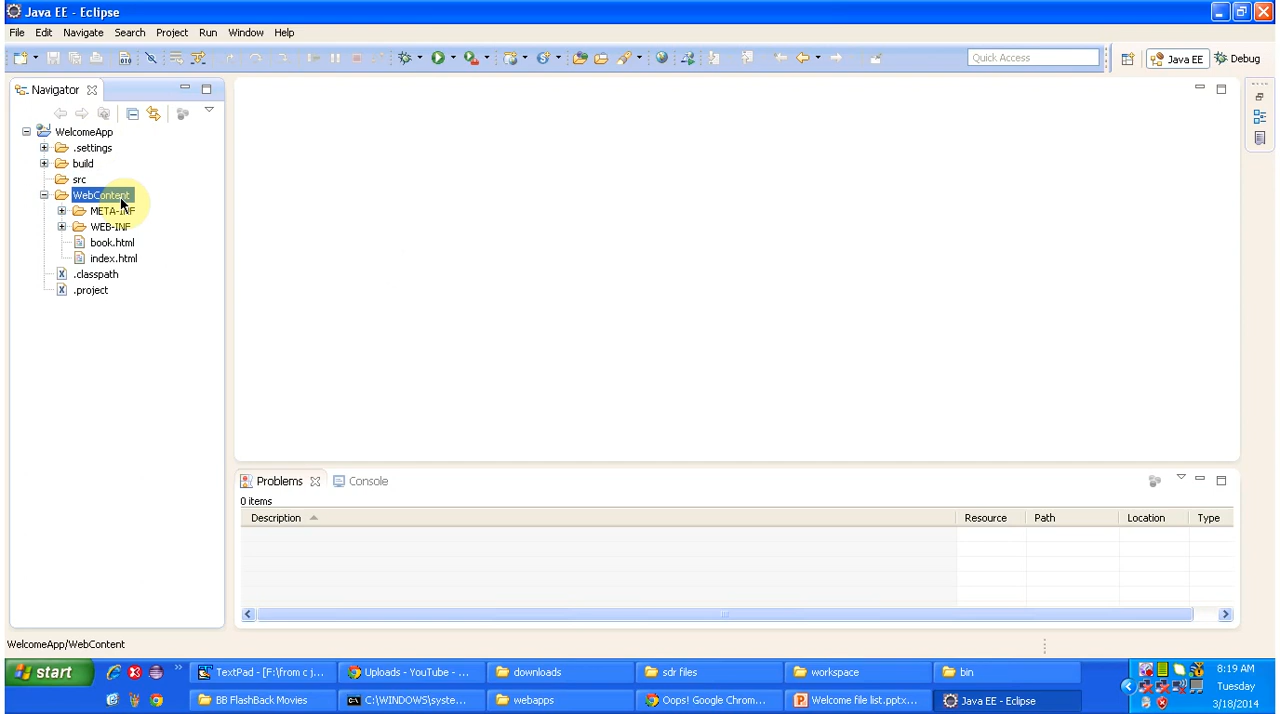 Java EE - Eclipse
File Edit Navigate Search Project Run Window Help
Quick Access
Java EE
Debug
Navigator
WelcomeApp
.settings
build
src
WebContent
META-INF
WEB-INF
book.html
index.html
.classpath
.project
Problems
Console
0 items
Description Resource Path Location Type
WelcomeApp/WebContent
start
TextPad - [F:\from c j...
Uploads - YouTube - ...
downloads
sdr files
workspace
bin
8:19 AM
Tuesday
BB FlashBack Movies
C:\WINDOWS\syste...
webapps
Oops! Google Chrom...
Welcome file list.pptx...
Java EE - Eclipse
3/18/2014